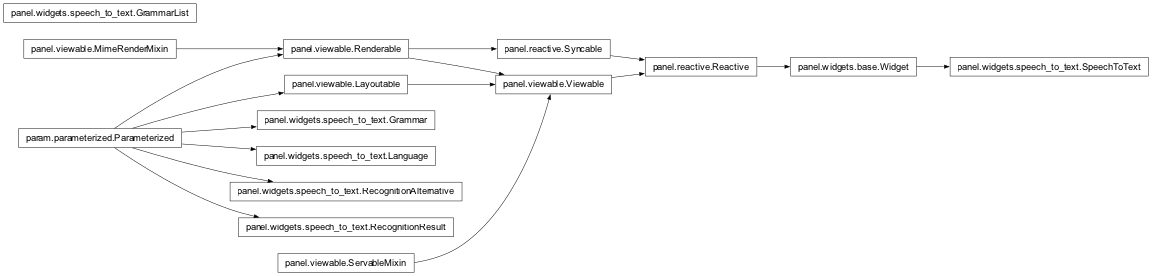 panel.widgets.speech_to_text.GrammarList
panel.viewable.MimeRenderMixin
panel.viewable.Renderable
panel.reactive.Syncable
panel.reactive.Reactive
panel.widgets.base.Widget
panel.widgets.speech_to_text.SpeechToText
panel.viewable.Layoutable
panel.viewable.Viewable
panel.widgets.speech_to_text.Grammar
param.parameterized.Parameterized
panel.widgets.speech_to_text.Language
panel.widgets.speech_to_text.RecognitionAlternative
panel.widgets.speech_to_text.RecognitionResult
panel.viewable.ServableMixin